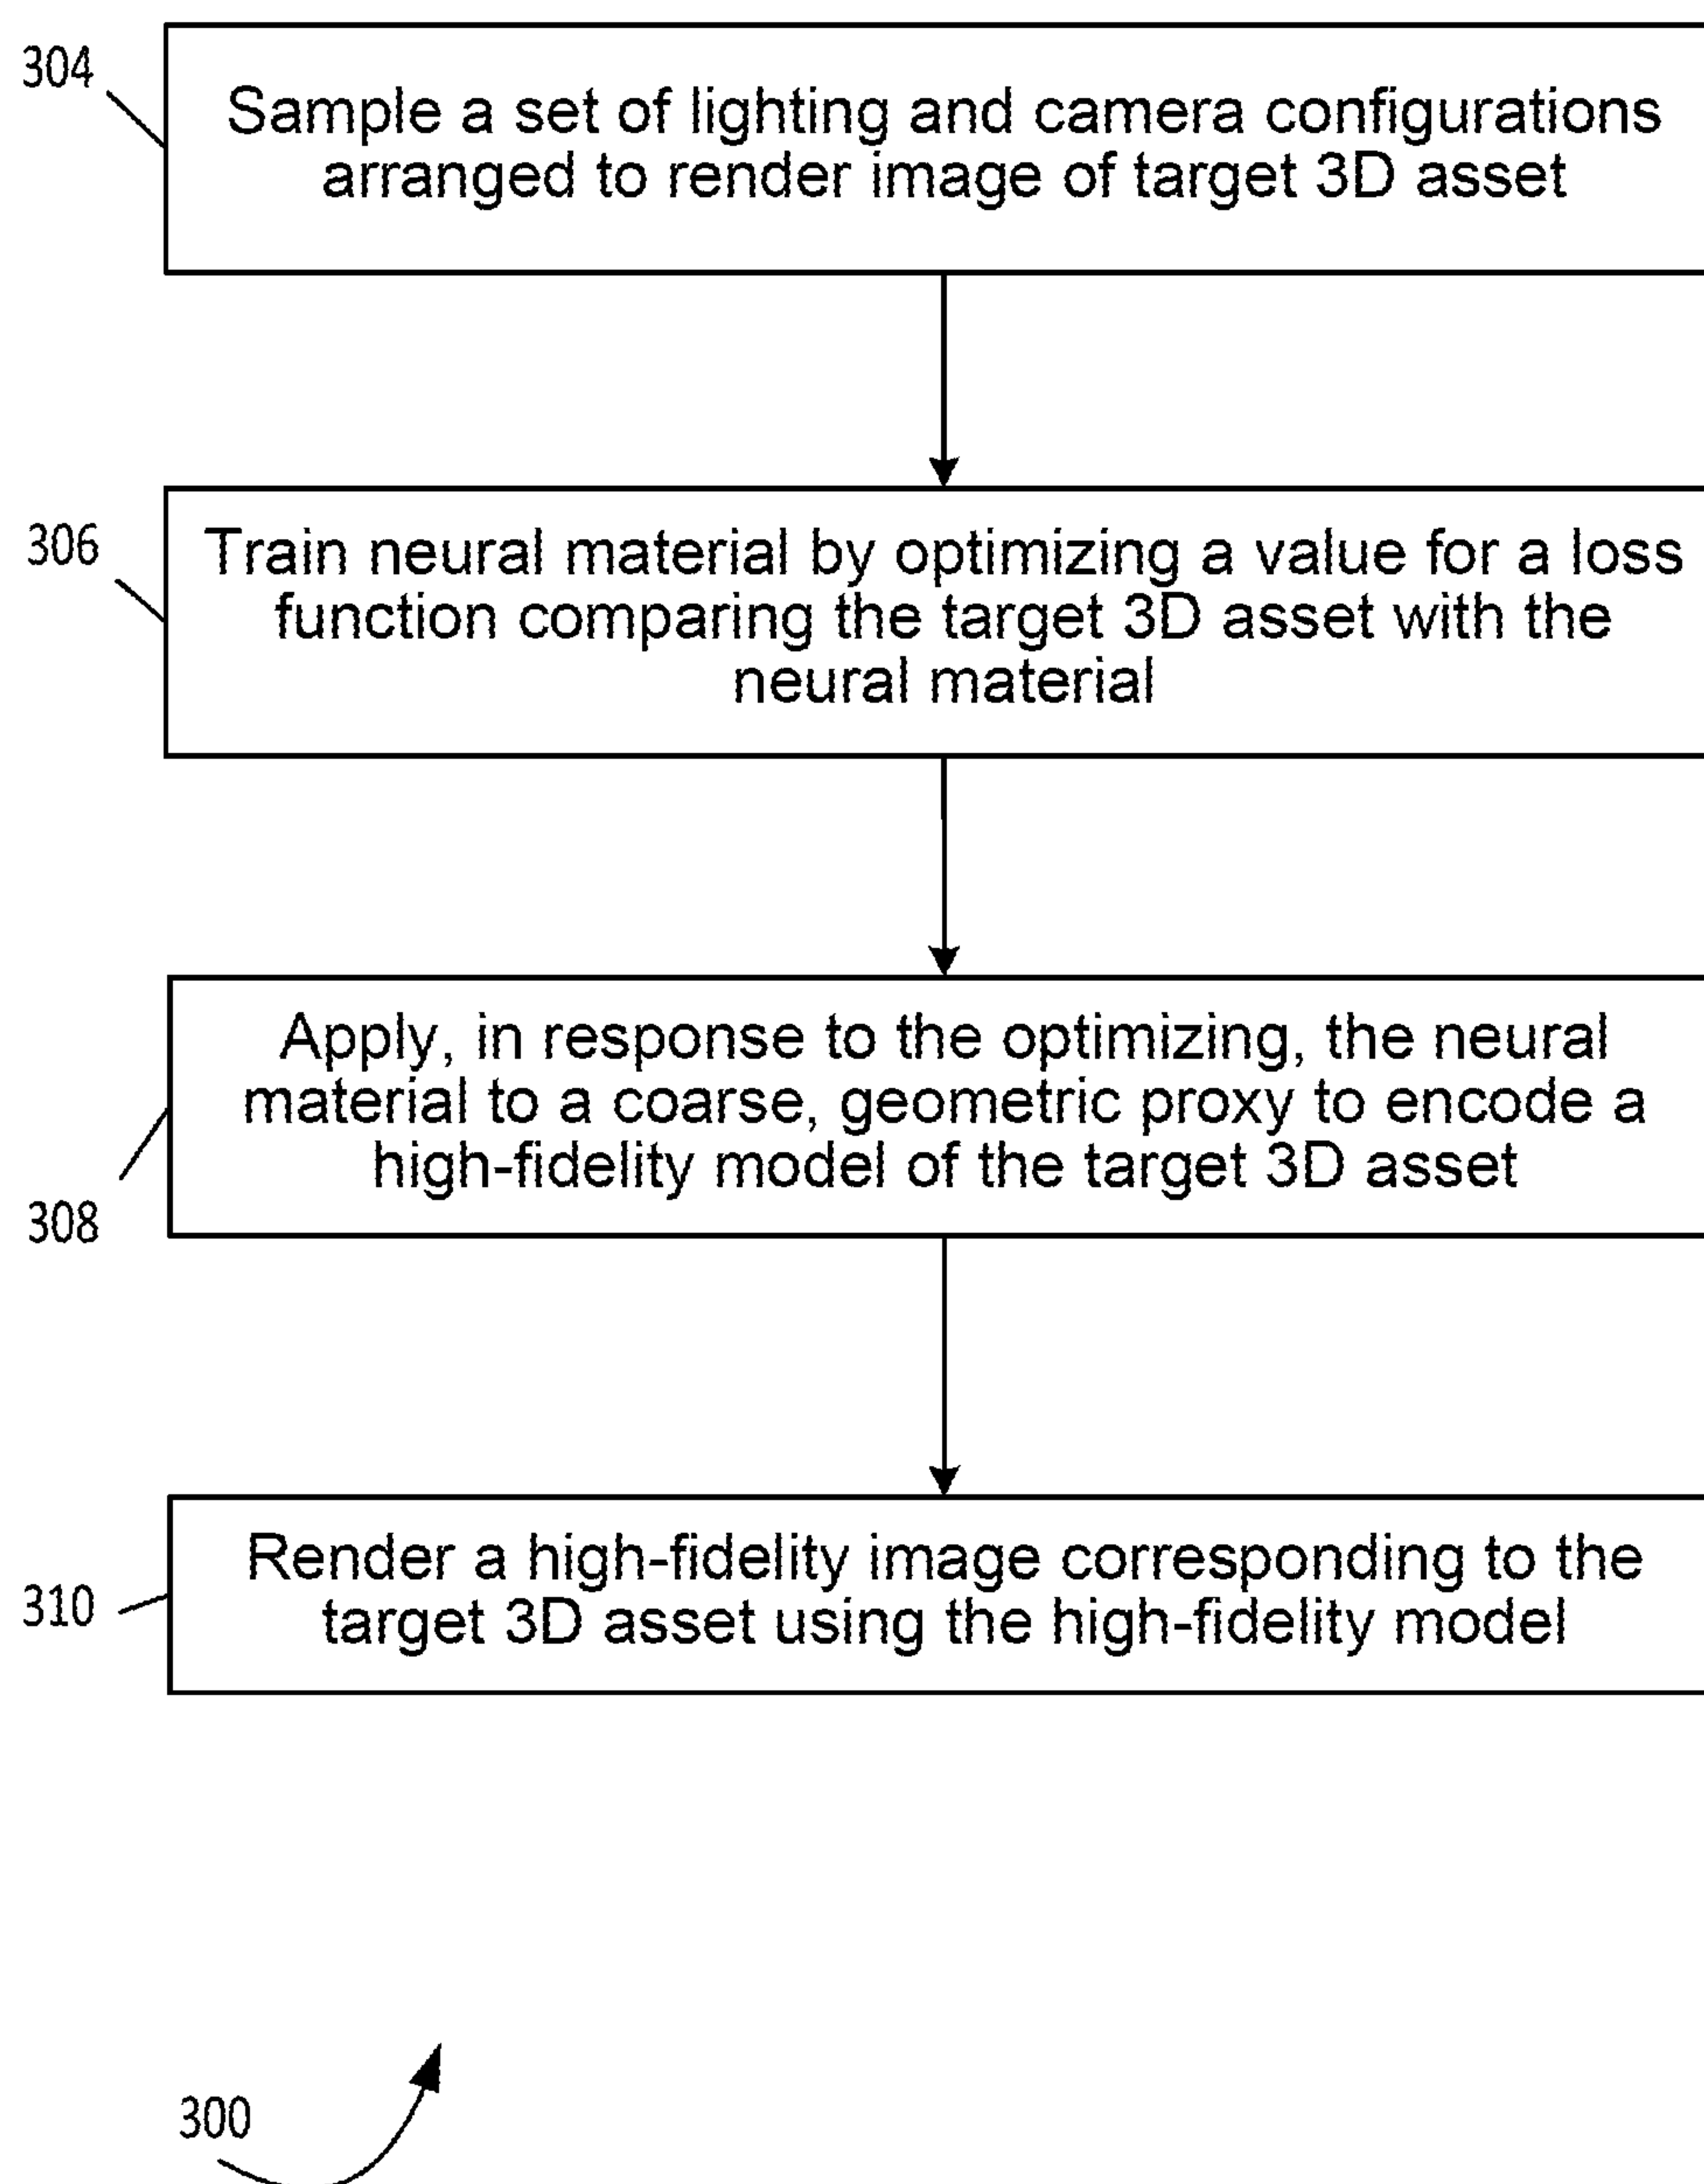 304
Sample a set of lighting and camera configurations
arranged to render image of target 3D asset
306
Train neural material by optimizing a value for a loss
function comparing the target 3D asset with the
neural material
Apply, in response to the optimizing, the neural
material to a coarse, geometric proxy to encode a
high-fidelity model of the target 3D asset
308
Render a high-fidelity image corresponding to the
target 3D asset using the high-fidelity model
310
300